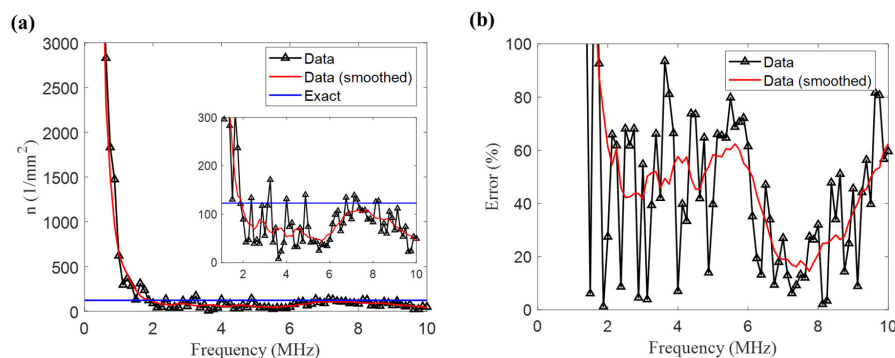 (a)
3000
2500
2000
1500
1000
500
0
n (1/mm²)
0 2 4 6 8 10
Frequency (MHz)
Data
Data (smoothed)
Exact
300
200
100
0
2 4 6 8 10
(b)
100
80
60
40
20
0
Error (%)
0 2 4 6 8 10
Frequency (MHz)
Data
Data (smoothed)